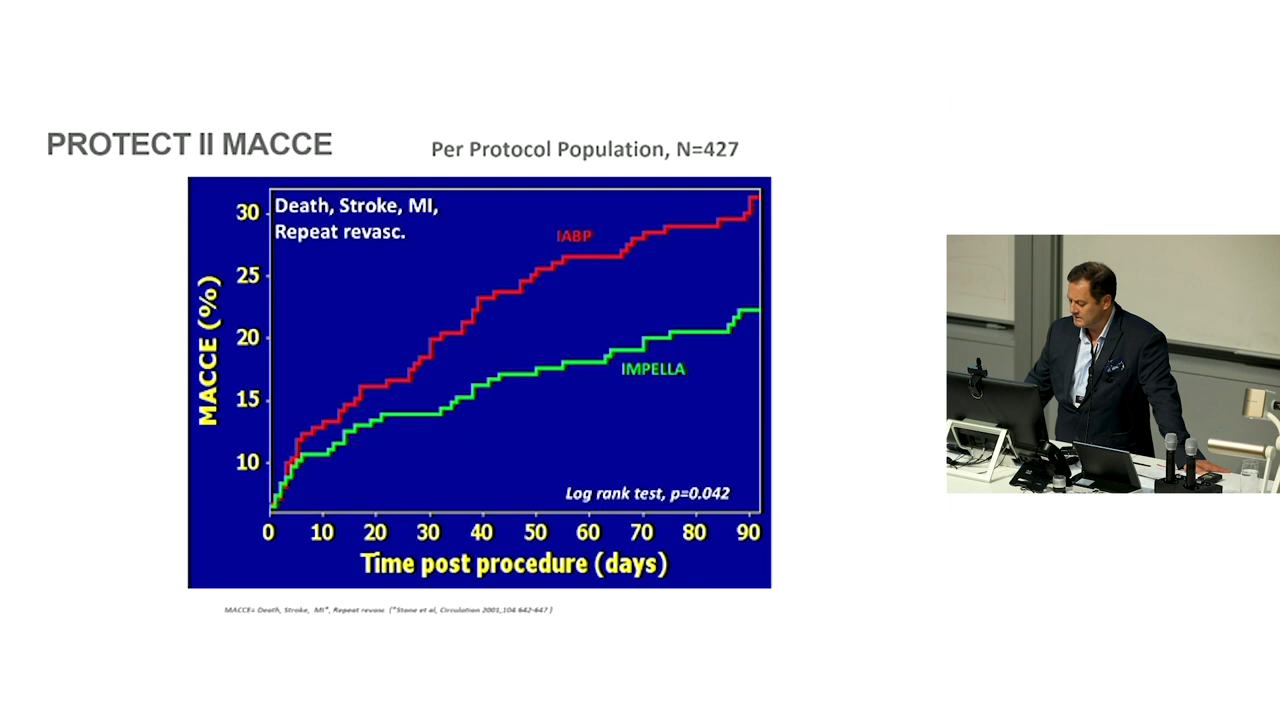 PROTECT II MACCE
Per Protocol Population, N=427
Death, Stroke, MI,
Repeat revasc.
IABP
IMPELLA
Log rank test, p=0.042
MACCE (%)
30
25
20
15
10
0 10 20 30 40 50 60 70 80 90
Time post procedure (days)
MACCE= Death, Stroke, MI*, Repeat revasc. (*Stone et al, Circulation 2001,104 642-647 )